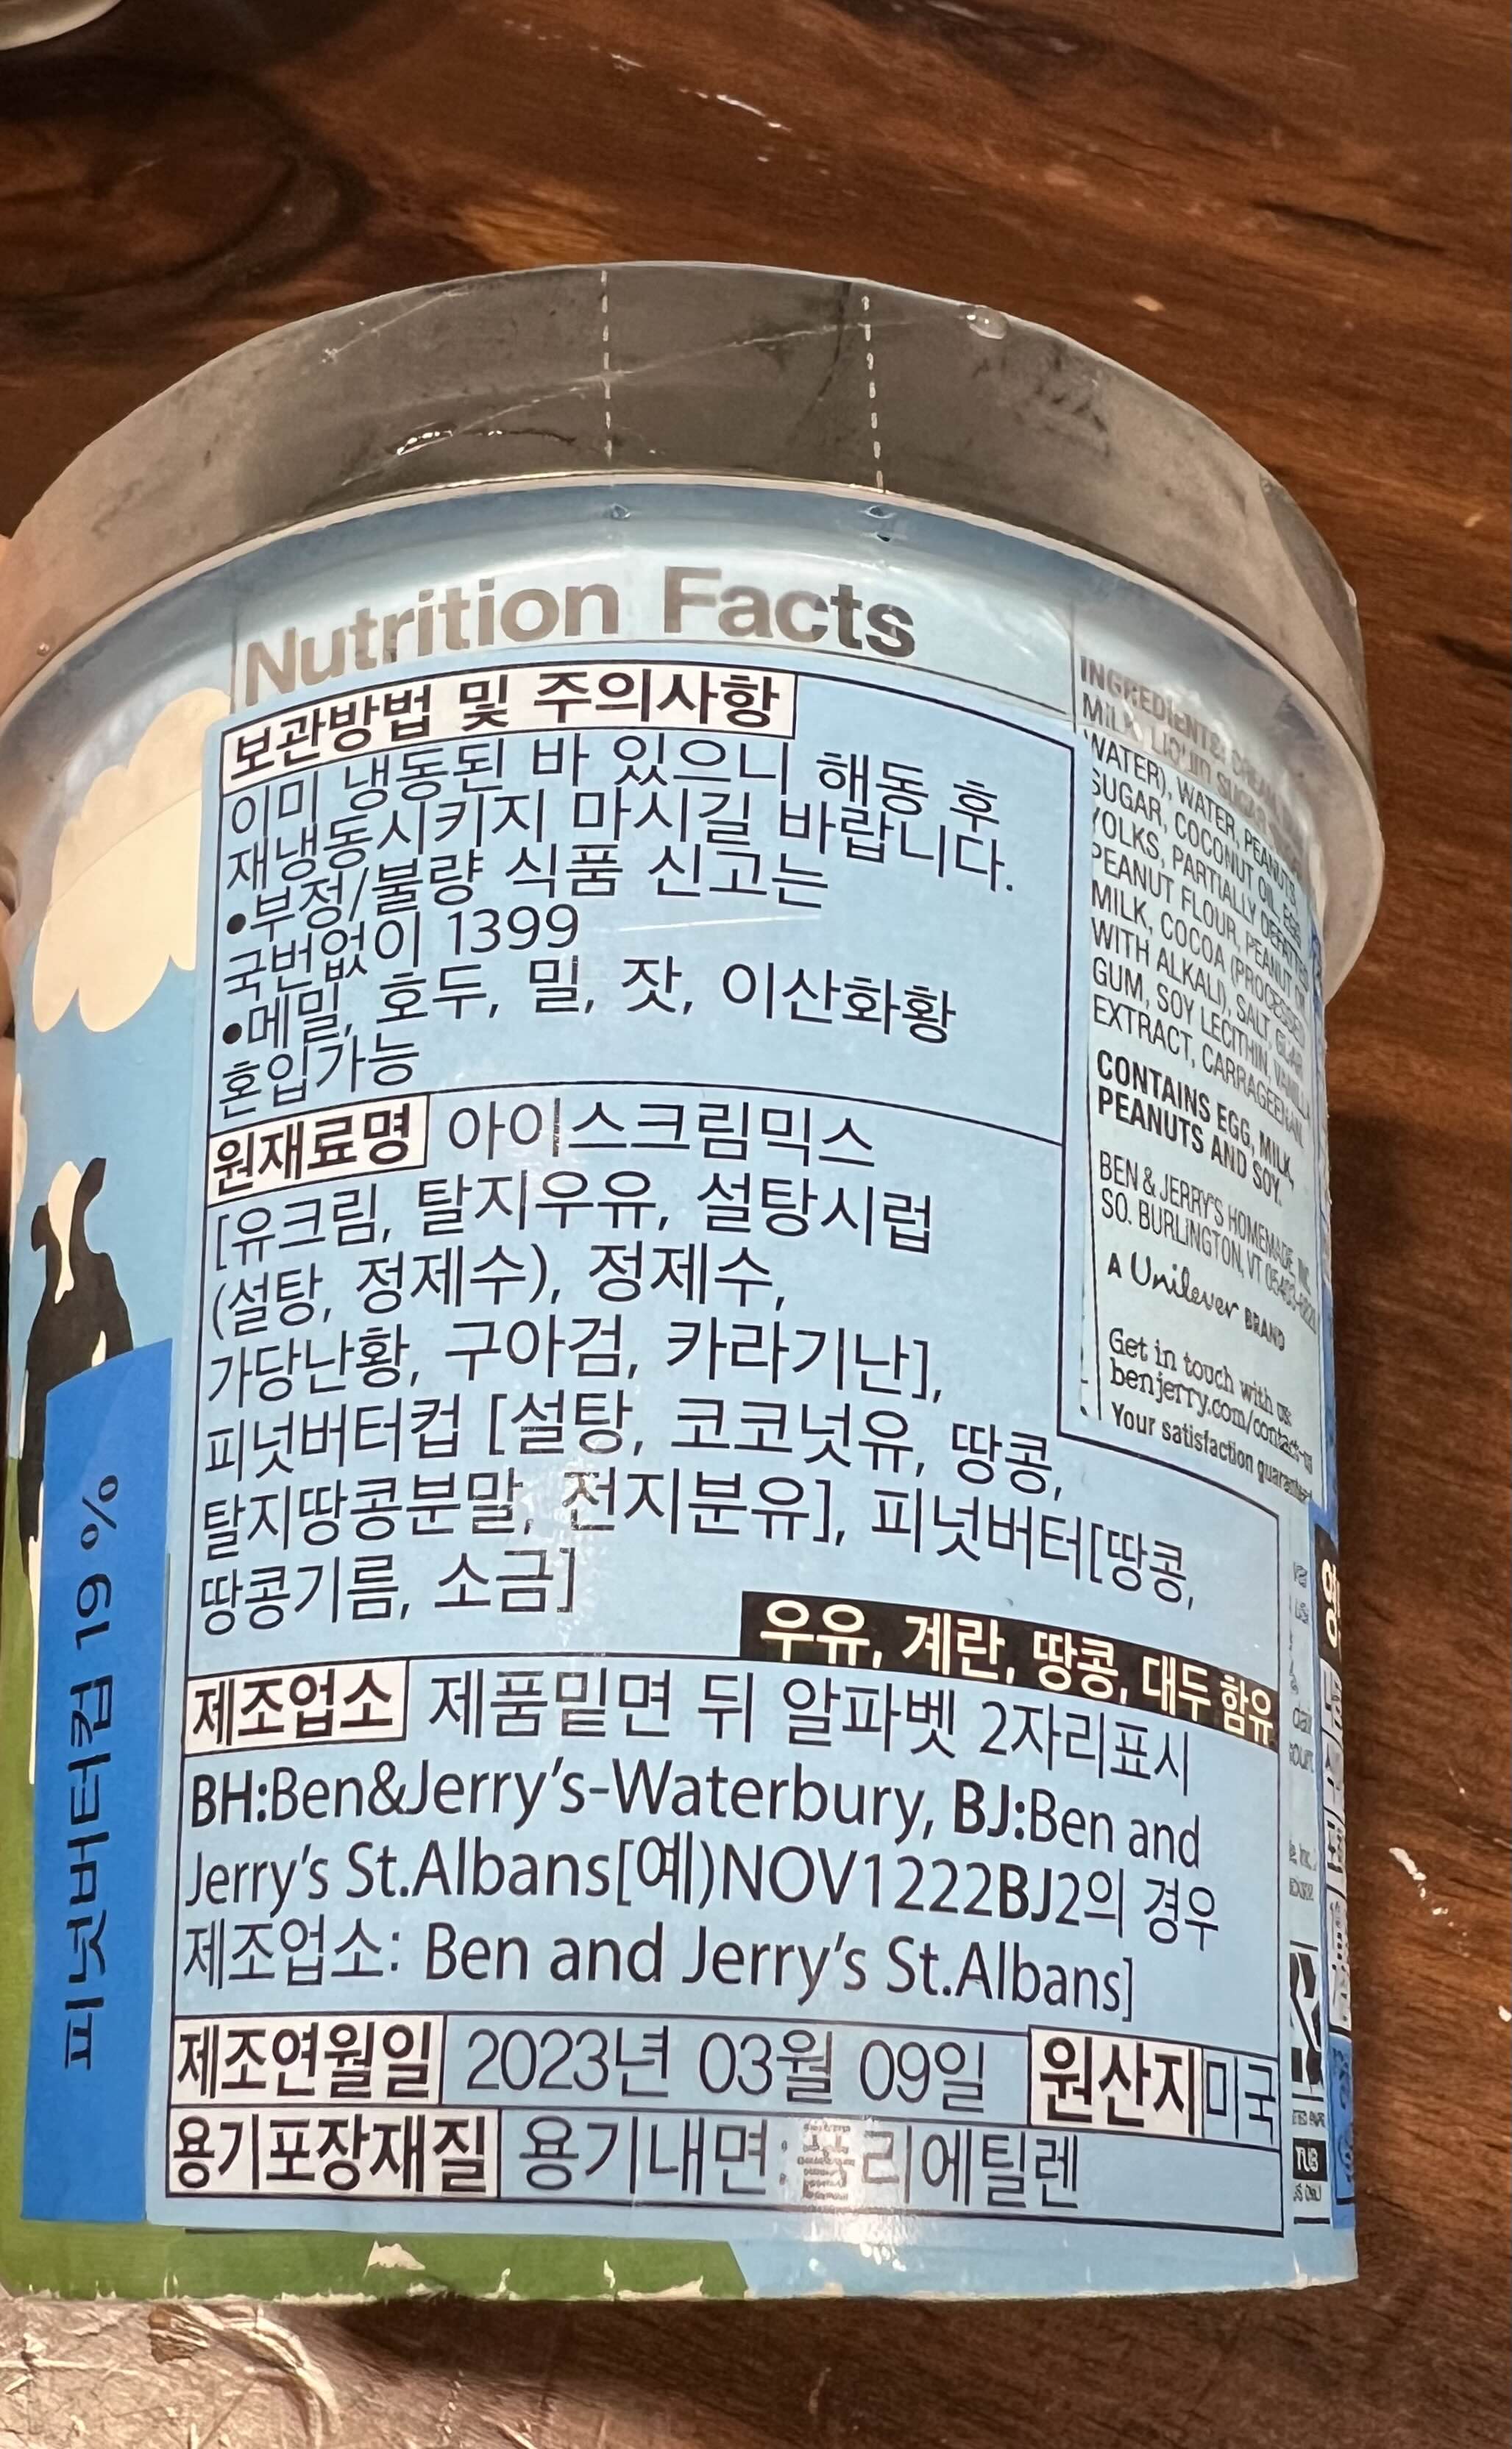 Nutrition Facts
보관방법 및 주의사항
이미 냉동된 바 있으니 해동 후
재냉동시키지 마시길 바랍니다.
•부정/불량 식품 신고는
국번없이 1399
•메밀, 호두, 밀, 잣, 이산화황
혼입가능
원재료명 아이스크림믹스
[유크림, 탈지우유, 설탕시럽
(설탕, 정제수), 정제수,
가당난황, 구아검, 카라기난],
피넛버터컵 [설탕, 코코넛유, 땅콩,
탈지땅콩분말, 전지분유], 피넛버터[땅콩,
땅콩기름, 소금]
우유, 계란, 땅콩, 대두 함유
제조업소 제품밑면 뒤 알파벳 2자리표시
BH:Ben&Jerry's-Waterbury, BJ:Ben and
Jerry's St.Albans[예)NOV1222BJ2의 경우
제조업소: Ben and Jerry's St.Albans]
제조연월일 2023년 03월 09일 원산지 미국
용기포장재질 용기내면:폴리에틸렌
피넛버터컵 19 %
INGREDIENTS: CREAM,
MILK, LIQUID SUGAR
WATER), WATER, PEANUTS,
SUGAR, COCONUT OIL, EGG
YOLKS, PARTIALLY DEFATTED
PEANUT FLOUR, PEANUT OIL,
MILK, COCOA (PROCESSED
WITH ALKALI), SALT, GUAR
GUM, SOY LECITHIN, VANILLA
EXTRACT, CARRAGEENAN.
CONTAINS EGG, MILK,
PEANUTS AND SOY.
BEN & JERRY'S HOMEMADE, INC.
SO. BURLINGTON, VT
A Unilever BRAND
Get in touch with us:
benjerry.com/contact-us
Your satisfaction guaranteed
TUB